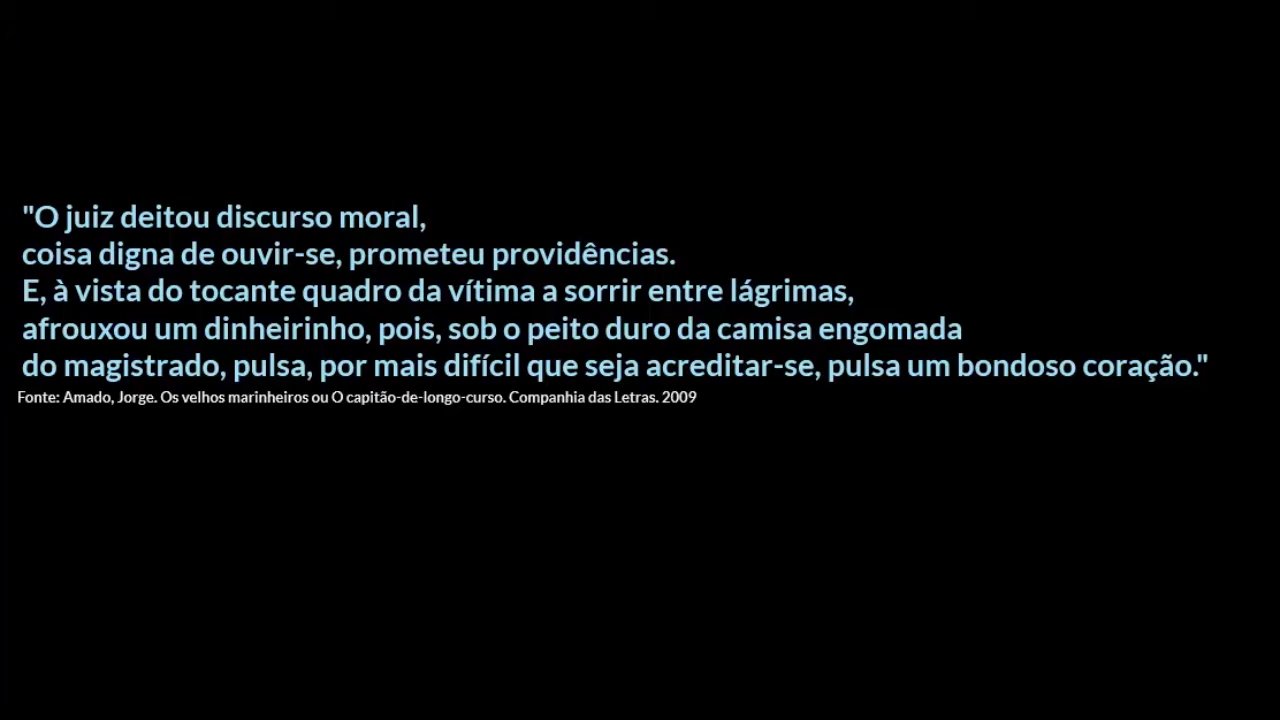 "O juiz deitou discurso moral,
coisa digna de ouvir-se, prometeu providências.
E, à vista do tocante quadro da vítima a sorrir entre lágrimas,
afrouxou um dinheirinho, pois, sob o peito duro da camisa engomada
do magistrado, pulsa, por mais difícil que seja acreditar-se, pulsa um bondoso coração."
Fonte: Amado, Jorge. Os velhos marinheiros ou O capitão-de-longo-curso. Companhia das Letras. 2009